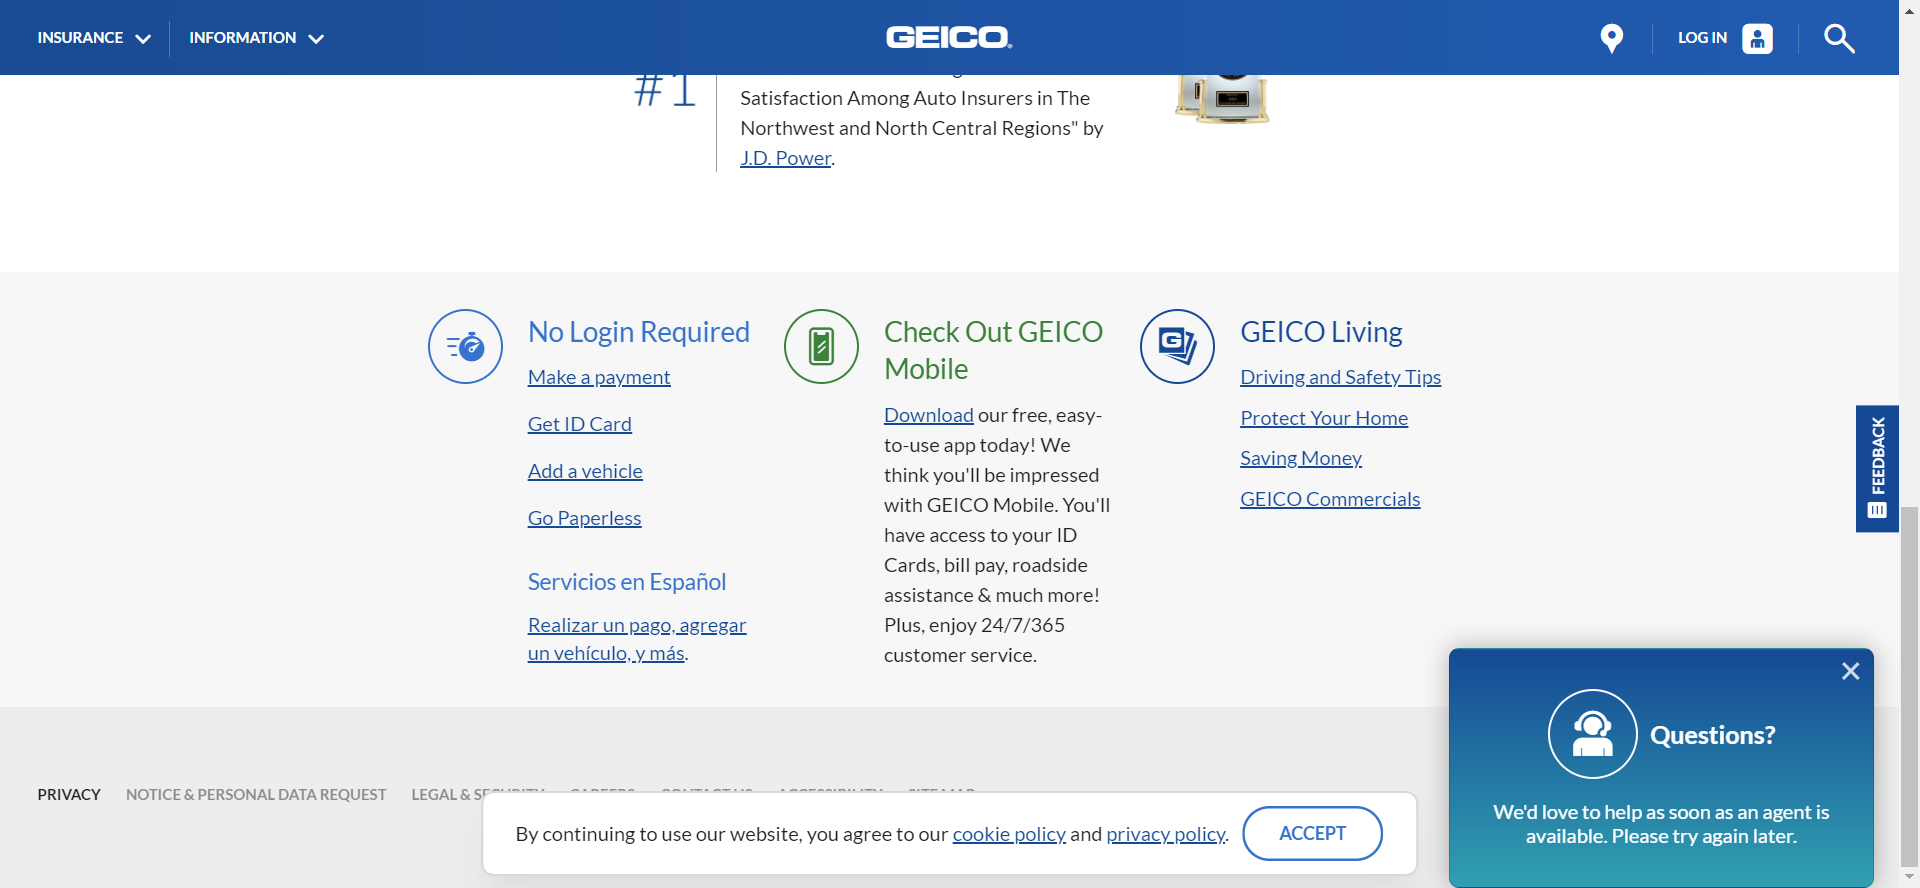 INSURANCE
INFORMATION
GEICO
LOG IN
#1
Satisfaction Among Auto Insurers in The
Northwest and North Central Regions" by
J.D. Power.
No Login Required
Make a payment
Get ID Card
Add a vehicle
Go Paperless
Servicios en Español
Realizar un pago, agregar
un vehículo, y más.
Check Out GEICO
Mobile
Download our free, easy-
to-use app today! We
think you'll be impressed
with GEICO Mobile. You'll
have access to your ID
Cards, bill pay, roadside
assistance & much more!
Plus, enjoy 24/7/365
customer service.
GEICO Living
Driving and Safety Tips
Protect Your Home
Saving Money
GEICO Commercials
FEEDBACK
Questions?
We'd love to help as soon as an agent is
available. Please try again later.
PRIVACY
NOTICE & PERSONAL DATA REQUEST
LEGAL & SECURITY
CAREERS
CONTACT US
ACCESSIBILITY
SITE MAP
By continuing to use our website, you agree to our cookie policy and privacy policy.
ACCEPT